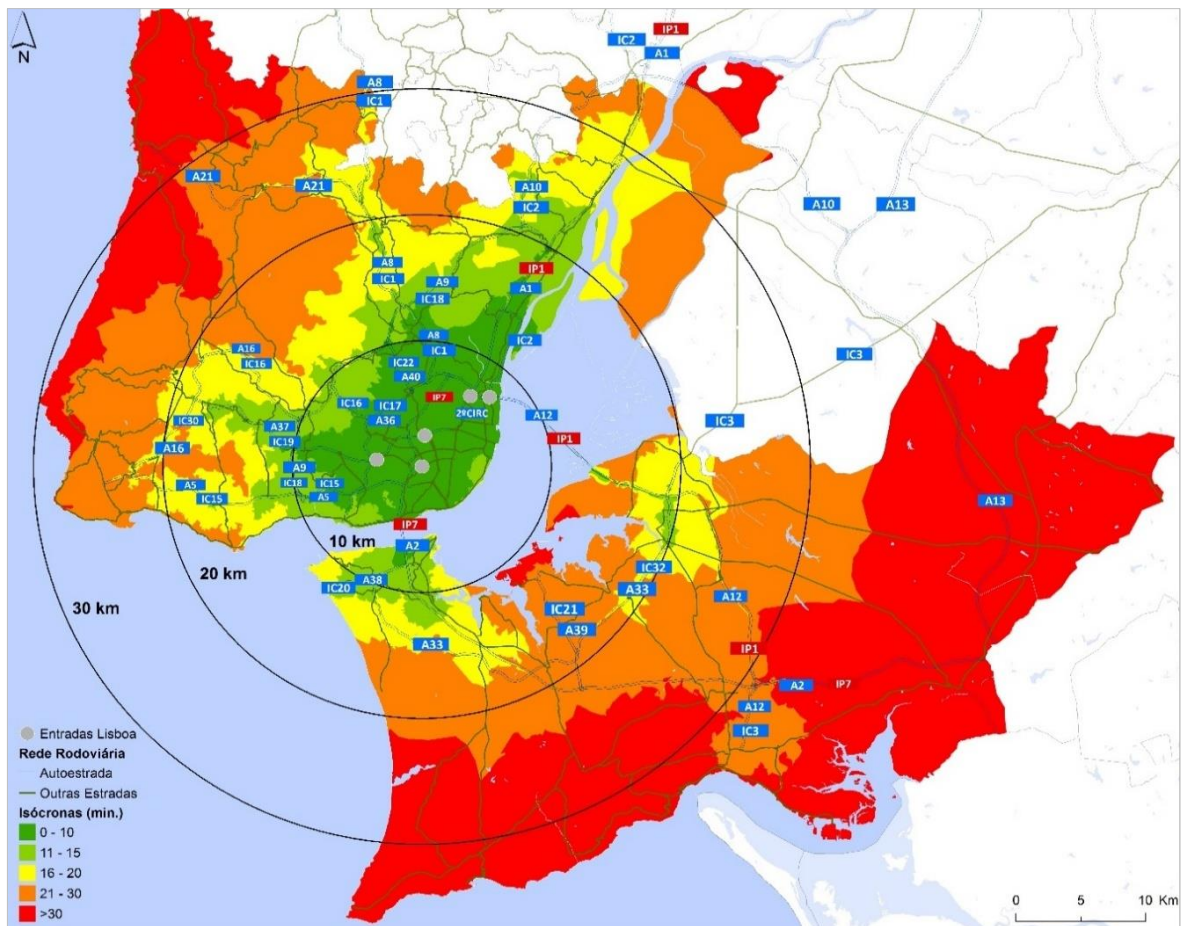 IP1
IC2
A1
N
A8
IC1
A21
A21
A10
IC2
A10
A13
A8
IC1
IP1
A9
IC18
A1
A8
IC1
IC2
A16
IC16
IC22
A40
IC3
IC16
IC17
IP7
A36
2ªCIRC
A12
IC30
A37
IC19
IC3
IP1
A16
A9
A5
IC15
IC18
IC15
A5
A13
IP7
A2
10 km
20 km
IC32
A38
IC20
A33
A12
30 km
IC21
A39
A33
IP1
A2
IP7
A12
IC3
Entradas Lisboa
Rede Rodoviária
Autoestrada
Outras Estradas
Isócronas (min.)
0 - 10
11 - 15
16 - 20
21 - 30
>30
0 5 10 Km